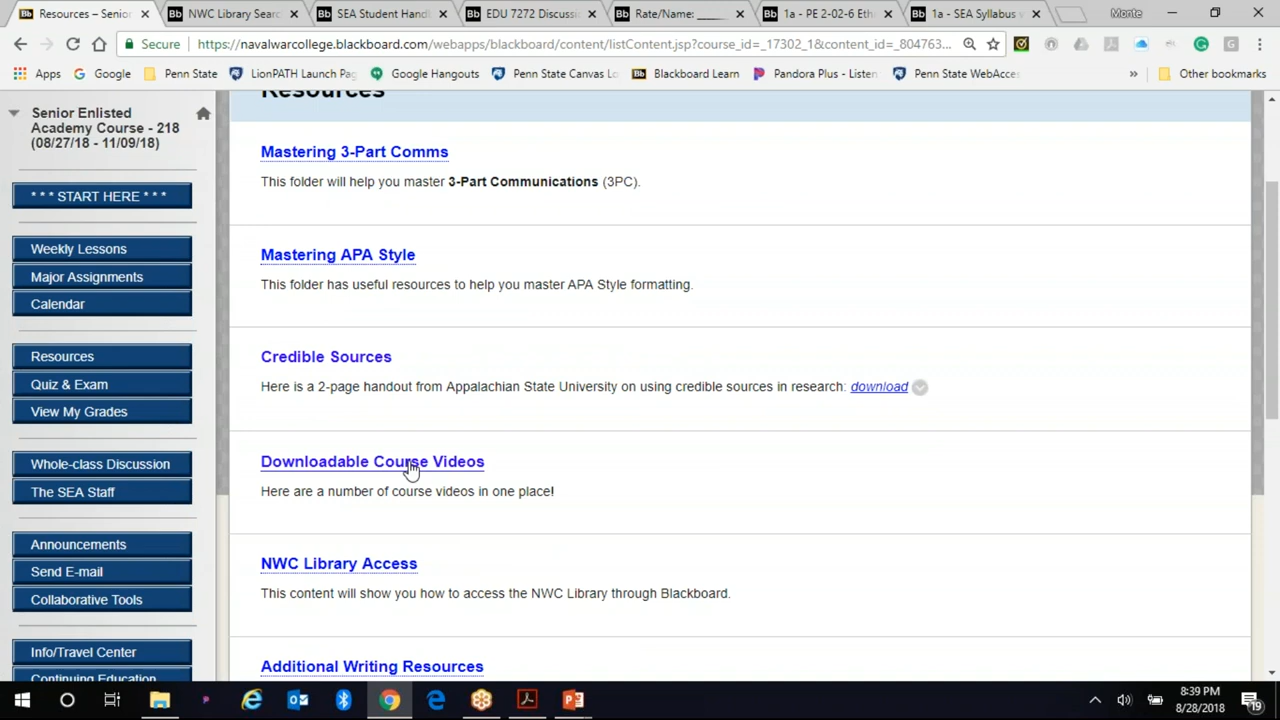 Resources - Senior
NWC Library Sear
SEA Student Handl
EDU 7272 Discussi
Rate/Name: _____
1a - PE 2-02-6 Eth
1a - SEA Syllabus
Monte
Secure
https://navalwarcollege.blackboard.com/webapps/blackboard/content/listContent.jsp?course_id=_17302_1&content_id=_804763...
Apps
Google
Penn State
LionPATH Launch Pa
Google Hangouts
Penn State Canvas Lo
Blackboard Learn
Pandora Plus - Listen
Penn State WebAcces
»
Other bookmarks
Senior Enlisted
Academy Course - 218
(08/27/18 - 11/09/18)
* * * START HERE * * *
Weekly Lessons
Major Assignments
Calendar
Resources
Quiz & Exam
View My Grades
Whole-class Discussion
The SEA Staff
Announcements
Send E-mail
Collaborative Tools
Info/Travel Center
Continuing Education
Resources
Mastering 3-Part Comms
This folder will help you master 3-Part Communications (3PC).
Mastering APA Style
This folder has useful resources to help you master APA Style formatting.
Credible Sources
Here is a 2-page handout from Appalachian State University on using credible sources in research: download
Downloadable Course Videos
Here are a number of course videos in one place!
NWC Library Access
This content will show you how to access the NWC Library through Blackboard.
Additional Writing Resources
8:39 PM
8/28/2018
19